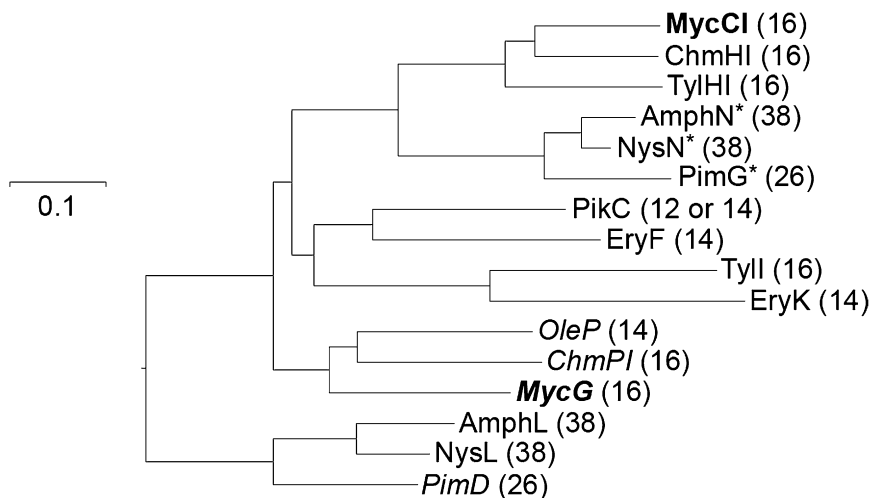 MycCI (16)
ChmHI (16)
TylHI (16)
AmphN* (38)
NysN* (38)
PimG* (26)
0.1
PikC (12 or 14)
EryF (14)
TylI (16)
EryK (14)
OleP (14)
ChmPI (16)
MycG (16)
AmphL (38)
NysL (38)
PimD (26)